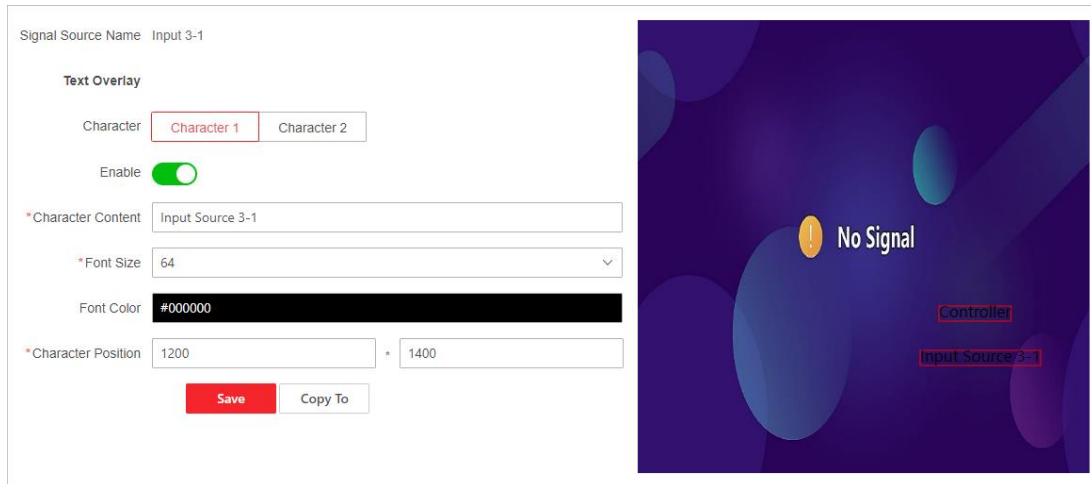 Signal Source Name Input 3-1
Text Overlay
Character Character 1 Character 2
Enable
*Character Content Input Source 3-1
*Font Size 64
Font Color #000000
*Character Position 1200 * 1400
Save Copy To
! No Signal
Controller
Input Source 3-1